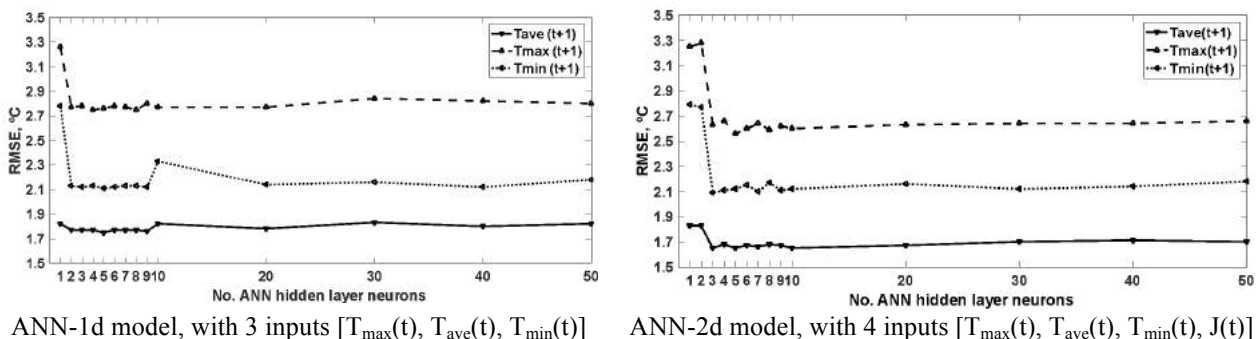 3.5
3.3
3.1
2.9
2.7
2.5
2.3
2.1
1.9
1.7
1.5
RMSE, ºC
Tave (t+1)
Tmax (t+1)
Tmin (t+1)
1 2 3 4 5 6 7 8 9 10 20 30 40 50
No. ANN hidden layer neurons
ANN-1d model, with 3 inputs [Tmax(t), Tave(t), Tmin(t)]
3.5
3.3
3.1
2.9
2.7
2.5
2.3
2.1
1.9
1.7
1.5
RMSE, ºC
Tave(t+1)
Tmax(t+1)
Tmin(t+1)
1 2 3 4 5 6 7 8 9 10 20 30 40 50
No. ANN hidden layer neurons
ANN-2d model, with 4 inputs [Tmax(t), Tave(t), Tmin(t), J(t)]